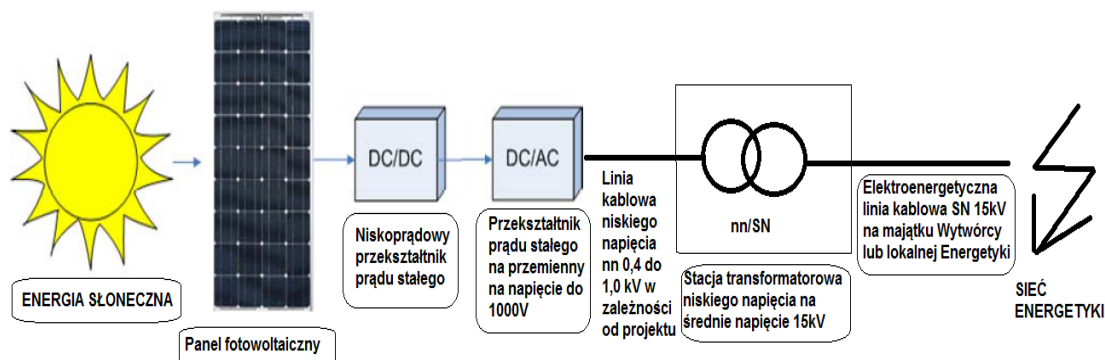 ENERGIA SŁONECZNA
Panel fotowoltaiczny
DC/DC
Niskoprądowy
przekształtnik
prądu stałego
DC/AC
Przekształtnik
prądu stałego
na przemienny
na napięcie do
1000V
Linia
kablowa
niskiego
napięcia
nn 0,4 do
1,0 kV w
zależności
od projektu
nn/SN
Stacja transformatorowa
niskiego napięcia na
średnie napięcie 15kV
Elektroenergetyczna
linia kablowa SN 15kV
na majątku Wytwórcy
lub lokalnej Energetyki
SIEĆ
ENERGETYKI